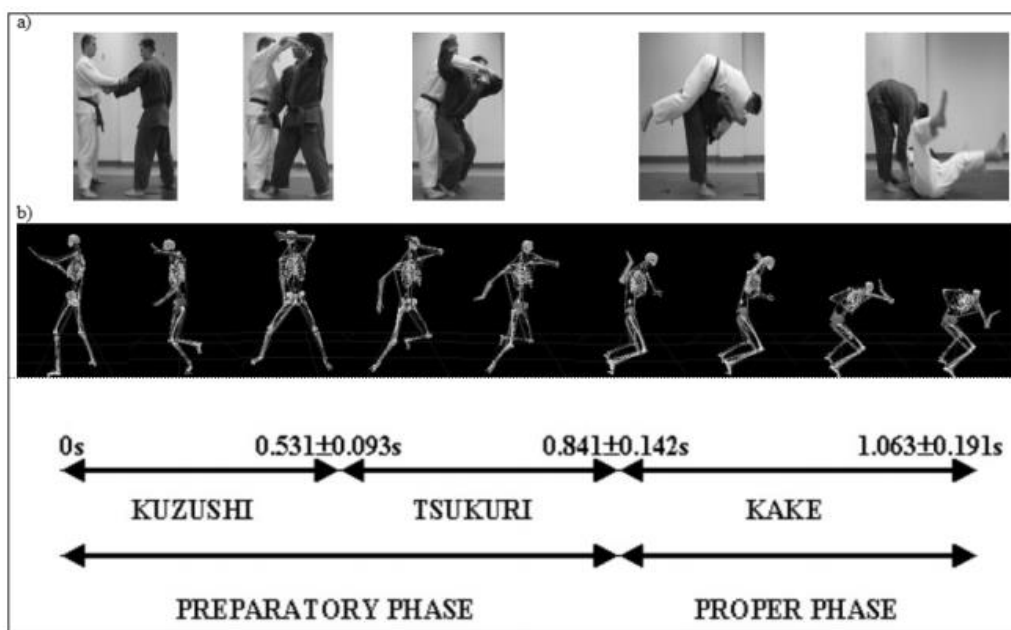 a)
b)
0s 0.531±0.093s 0.841±0.142s 1.063±0.191s
KUZUSHI TSUKURI KAKE
PREPARATORY PHASE PROPER PHASE